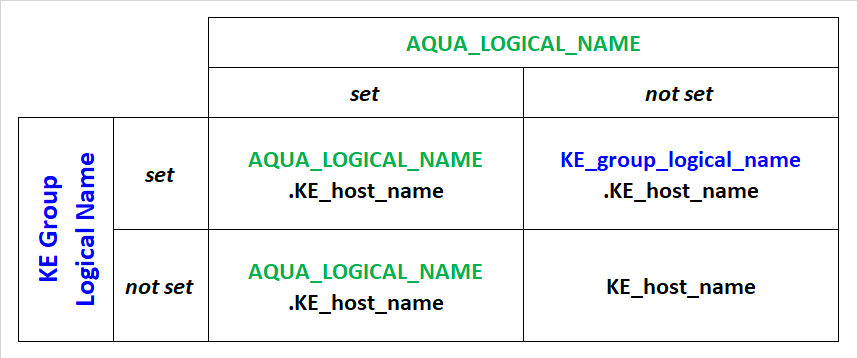 AQUA_LOGICAL_NAME
set
not set
KE Group
Logical Name
set
AQUA_LOGICAL_NAME
.KE_host_name
KE_group_logical_name
.KE_host_name
not set
AQUA_LOGICAL_NAME
.KE_host_name
KE_host_name